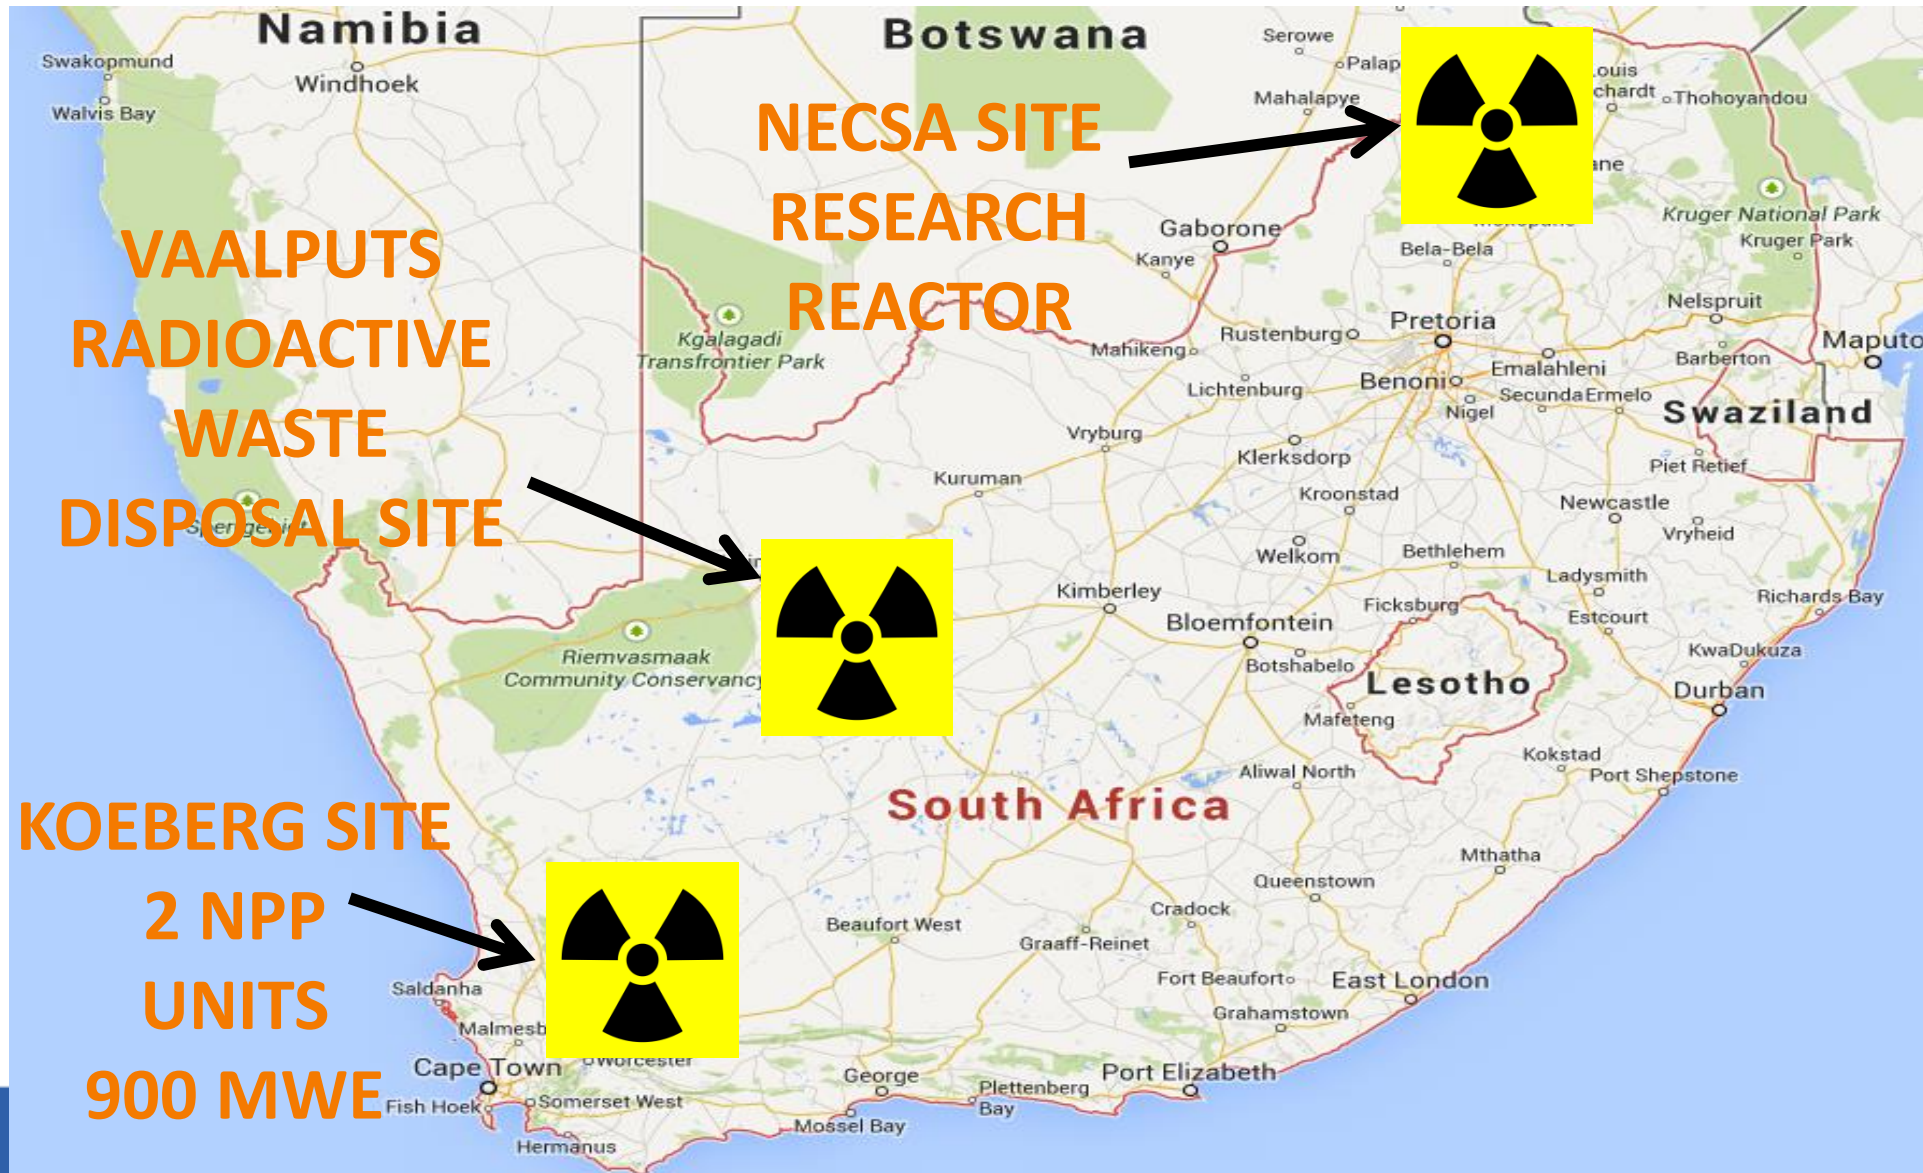 Namibia
Botswana
Serowe
Swakopmund
Windhoek
Palap
ouis
chardt
Thohoyandou
Walvis Bay
Mahalapye
NECSA SITE
RESEARCH
REACTOR
ane
Kruger National Park
Kruger Park
Gaborone
Kanye
Bela-Bela
VAALPUTS
RADIOACTIVE
WASTE
DISPOSAL SITE
Kgalagadi
Transfrontier Park
Nelspruit
Rustenburg
Pretoria
Maputo
Mahikeng
Barberton
Emalahleni
Lichtenburg
Benoni
Secunda
Ermelo
Nigel
Swaziland
Vryburg
Klerksdorp
Piet Retief
Kuruman
Kroonstad
Newcastle
Vryheid
Welkom
Bethlehem
Ladysmith
Kimberley
Ficksburg
Richards Bay
Estcourt
Bloemfontein
Botshabelo
KwaDukuza
Riemvasmaak
Community Conservancy
Lesotho
Durban
Mafeteng
Kokstad
Aliwal North
Port Shepstone
South Africa
KOEBERG SITE
2 NPP
UNITS
900 MWE
Mthatha
Queenstown
Cradock
Beaufort West
Graaff-Reinet
Fort Beaufort
East London
Saldanha
Grahamstown
Malmesb
Worcester
Cape Town
George
Plettenberg
Bay
Port Elizabeth
Fish Hoek
Somerset West
Mossel Bay
Hermanus